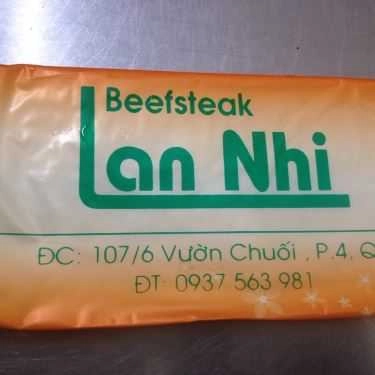 Beefsteak
Lan Nhi
ĐC: 107/6 Vườn Chuối , P.4, Q
ĐT: 0937 563 981